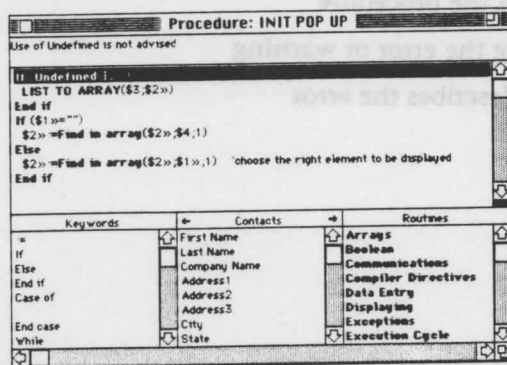 Procedure: INIT POP UP
Use of Undefined is not advised
If Undefined
LIST TO ARRAY($3;$2»)
End if
If ($1»="")
$2»:=Find in array($2»;$4;1)
Else
$2»:=Find in array($2»;$1»,1) `choose the right element to be displayed
End if
Keywords
:=
If
Else
End if
Case of
End case
While
← Contacts →
First Name
Last Name
Company Name
Address1
Address2
Address3
City
State
Routines
Arrays
Boolean
Communications
Compiler Directives
Data Entry
Displaying
Exceptions
Execution Cycle